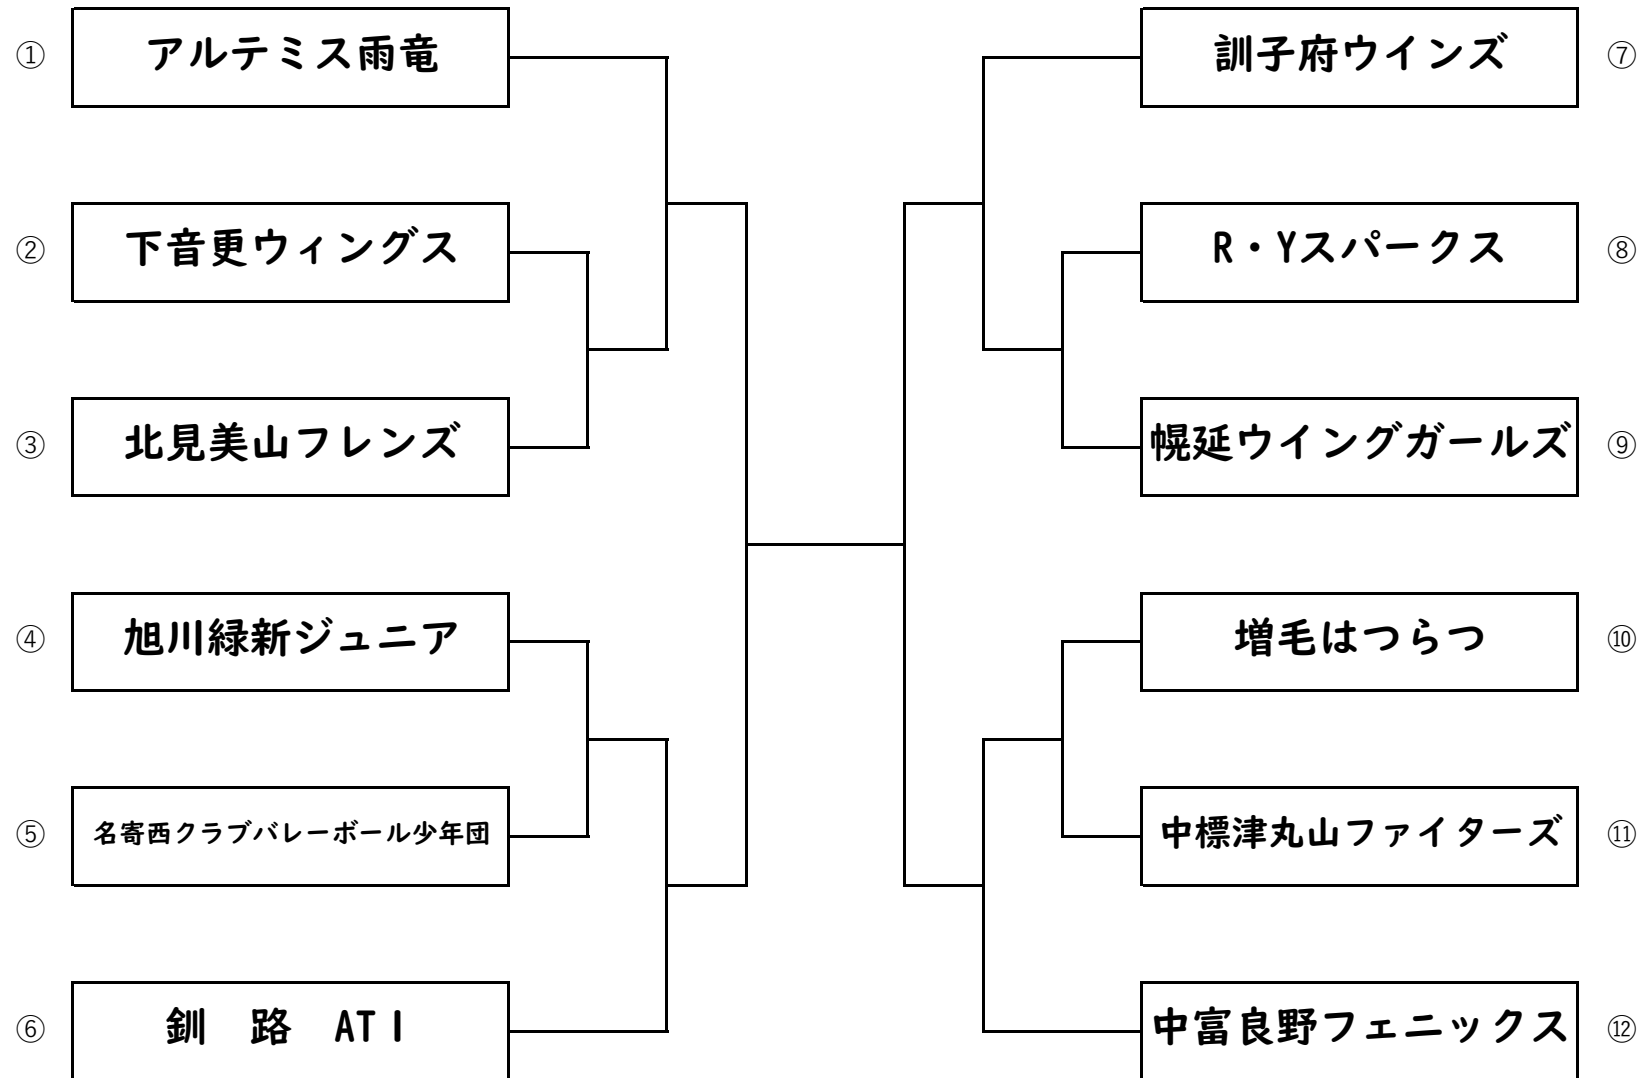 ① アルテミス雨竜
② 下音更ウィングス
③ 北見美山フレンズ
④ 旭川緑新ジュニア
⑤ 名寄西クラブバレーボール少年団
⑥ 釧　路　ATI
訓子府ウインズ ⑦
R・Yスパークス ⑧
幌延ウイングガールズ ⑨
増毛はつらつ ⑩
中標津丸山ファイターズ ⑪
中富良野フェニックス ⑫